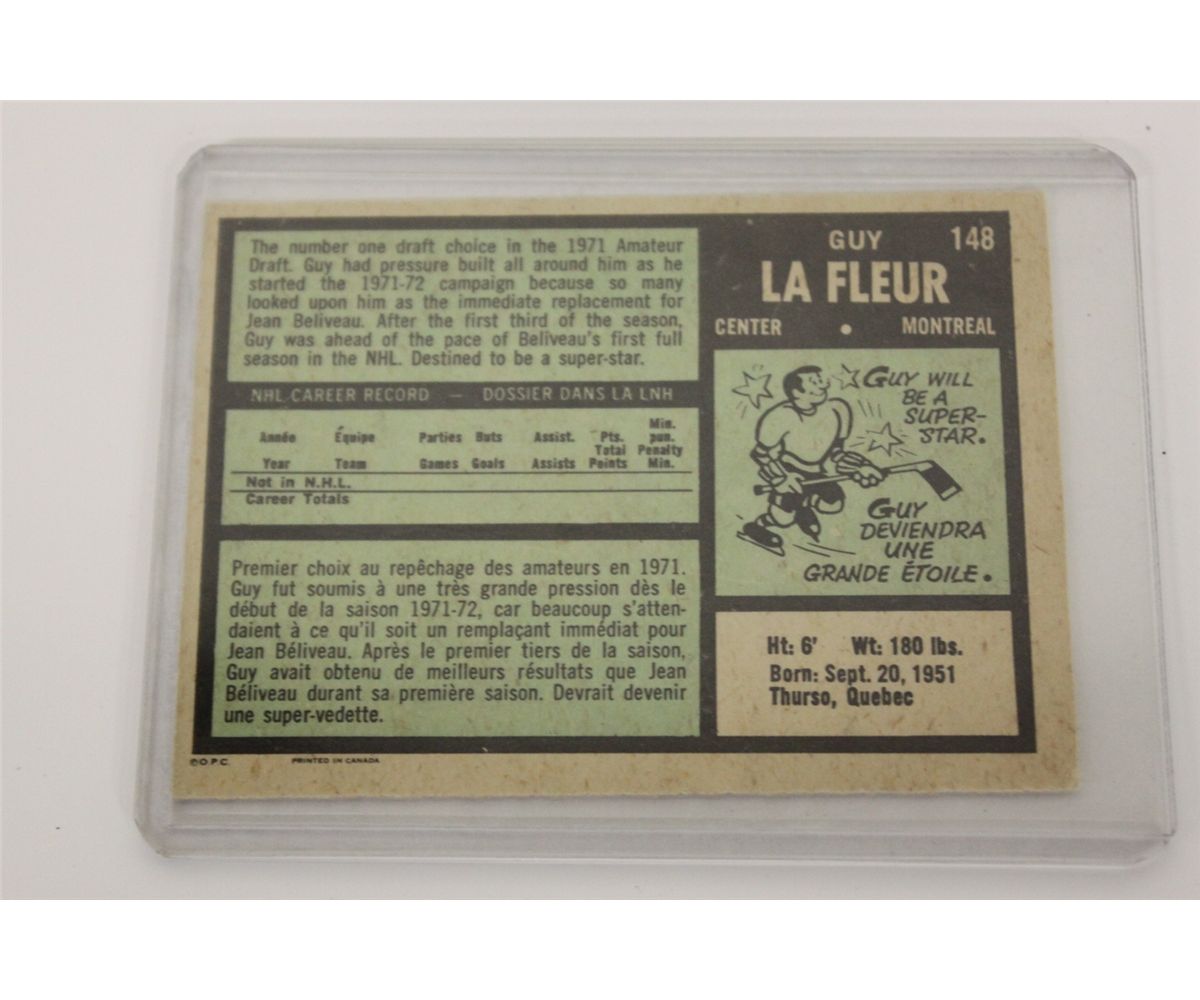 The number one draft choice in the 1971 Amateur
Draft. Guy had pressure built all around him as he
started the 1971-72 campaign because so many
looked upon him as the immediate replacement for
Jean Beliveau. After the first third of the season,
Guy was ahead of the pace of Beliveau's first full
season in the NHL. Destined to be a super-star.
NHL CAREER RECORD — DOSSIER DANS LA LNH
Année Équipe Parties Buts Assist. Pts. Total Min. pun.
Year Team Games Goals Assists Points Penalty Min.
Not in N.H.L.
Career Totals
Premier choix au repêchage des amateurs en 1971.
Guy fut soumis à une très grande pression dès le
début de la saison 1971-72, car beaucoup s'atten-
daient à ce qu'il soit un remplaçant immédiat pour
Jean Béliveau. Après le premier tiers de la saison,
Guy avait obtenu de meilleurs résultats que Jean
Béliveau durant sa première saison. Devrait devenir
une super-vedette.
©O.P.C. PRINTED IN CANADA
GUY 148
LA FLEUR
CENTER • MONTREAL
GUY WILL
BE A
SUPER-
STAR.
GUY
DEVIENDRA
UNE
GRANDE ÉTOILE.
Ht: 6' Wt: 180 lbs.
Born: Sept. 20, 1951
Thurso, Quebec